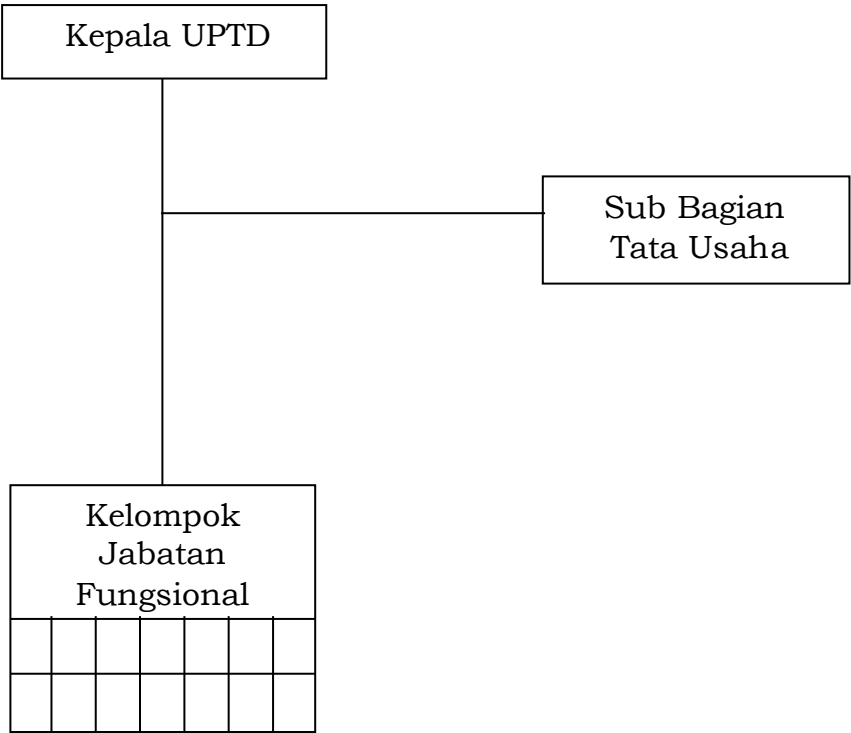 Kepala UPTD
Sub Bagian
Tata Usaha
Kelompok
Jabatan
Fungsional